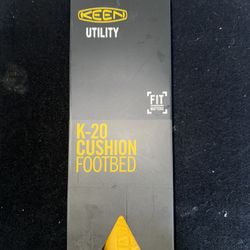 KEEN
UTILITY
FIT
K-20
CUSHION
FOOTBED